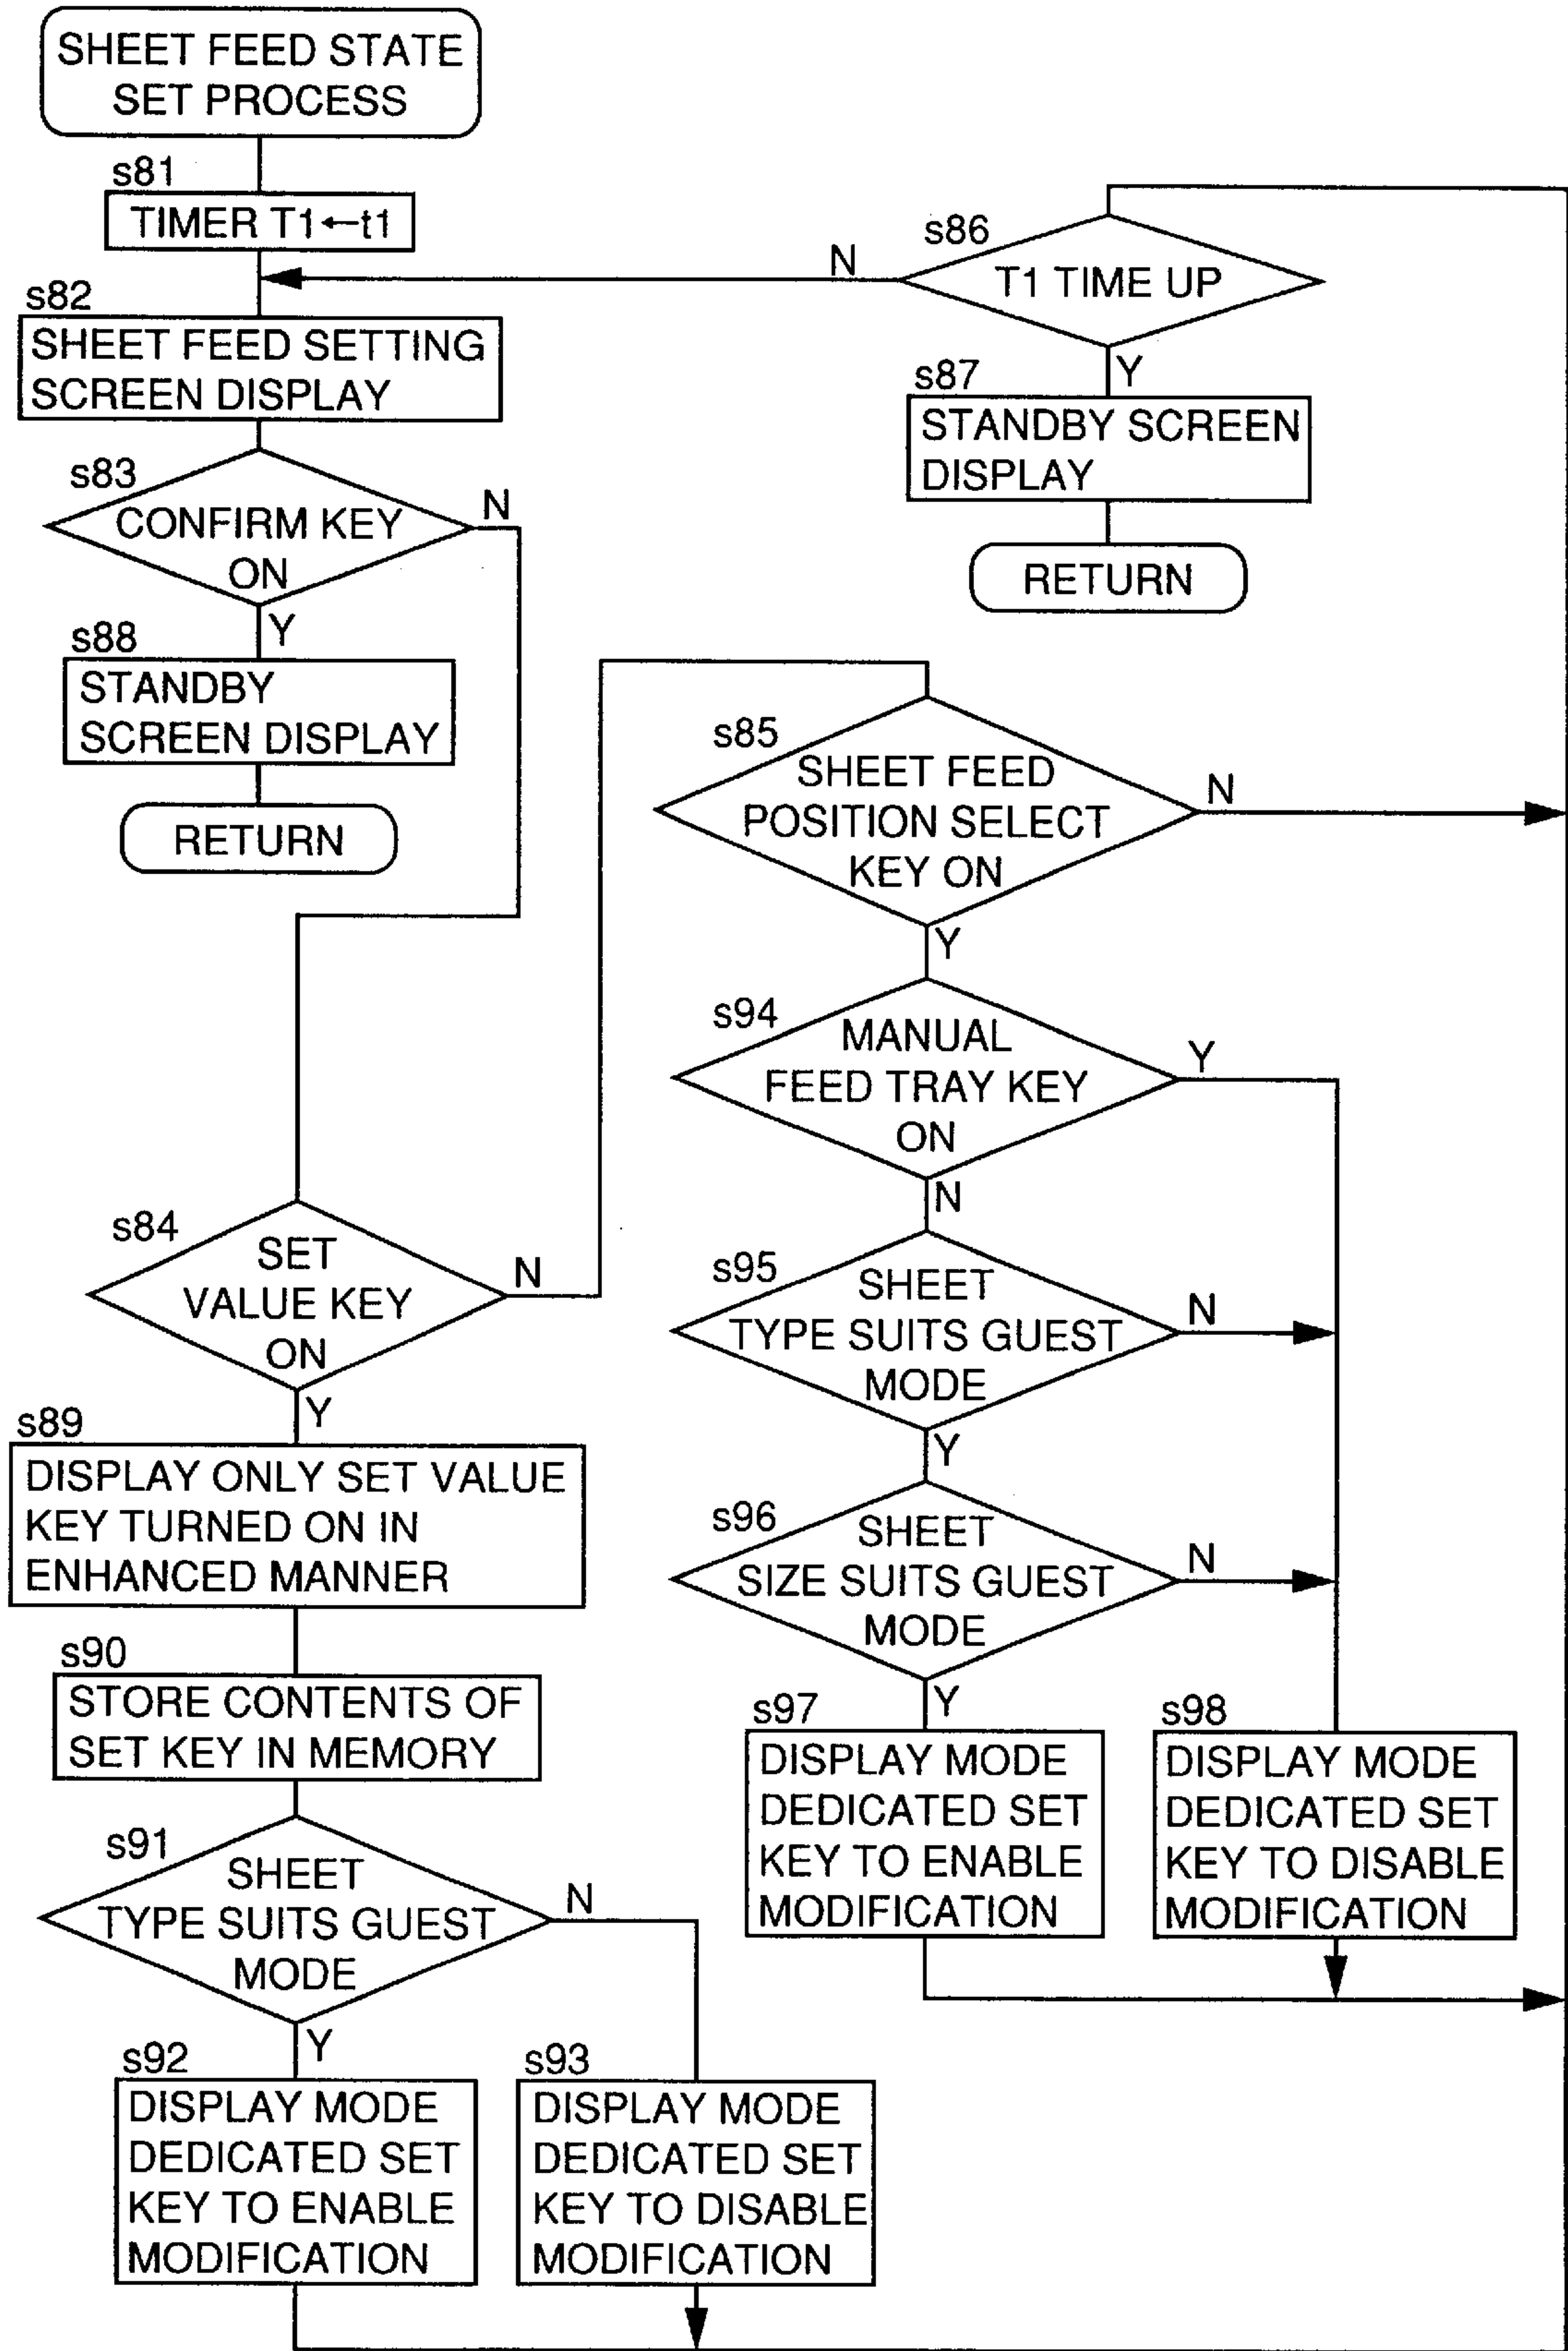 SHEET FEED STATE
SET PROCESS
s81
TIMER T1←t1
s82
SHEET FEED SETTING
SCREEN DISPLAY
s83
CONFIRM KEY
ON
N
Y
s88
STANDBY
SCREEN DISPLAY
RETURN
s84
SET
VALUE KEY
ON
N
Y
s89
DISPLAY ONLY SET VALUE
KEY TURNED ON IN
ENHANCED MANNER
s90
STORE CONTENTS OF
SET KEY IN MEMORY
s91
SHEET
TYPE SUITS GUEST
MODE
N
Y
s92
DISPLAY MODE
DEDICATED SET
KEY TO ENABLE
MODIFICATION
s93
DISPLAY MODE
DEDICATED SET
KEY TO DISABLE
MODIFICATION
s86
T1 TIME UP
N
Y
s87
STANDBY SCREEN
DISPLAY
RETURN
s85
SHEET FEED
POSITION SELECT
KEY ON
N
Y
s94
MANUAL
FEED TRAY KEY
ON
Y
N
s95
SHEET
TYPE SUITS GUEST
MODE
N
Y
s96
SHEET
SIZE SUITS GUEST
MODE
N
Y
s97
DISPLAY MODE
DEDICATED SET
KEY TO ENABLE
MODIFICATION
s98
DISPLAY MODE
DEDICATED SET
KEY TO DISABLE
MODIFICATION